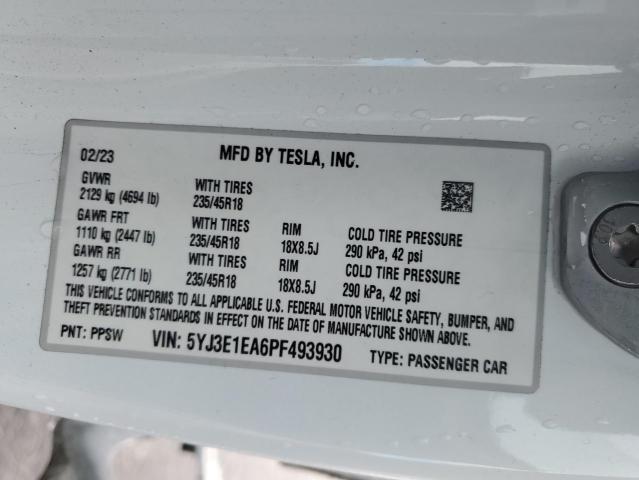 02/23 MFD BY TESLA, INC.
GVWR WITH TIRES
2129 kg (4694 lb) 235/45R18
GAWR FRT WITH TIRES RIM COLD TIRE PRESSURE
1110 kg (2447 lb) 235/45R18 18X8.5J 290 kPa, 42 psi
GAWR RR WITH TIRES RIM COLD TIRE PRESSURE
1257 kg (2771 lb) 235/45R18 18X8.5J 290 kPa, 42 psi
THIS VEHICLE CONFORMS TO ALL APPLICABLE U.S. FEDERAL MOTOR VEHICLE SAFETY, BUMPER, AND
THEFT PREVENTION STANDARDS IN EFFECT ON THE DATE OF MANUFACTURE SHOWN ABOVE.
PNT: PPSW VIN: 5YJ3E1EA6PF493930 TYPE: PASSENGER CAR